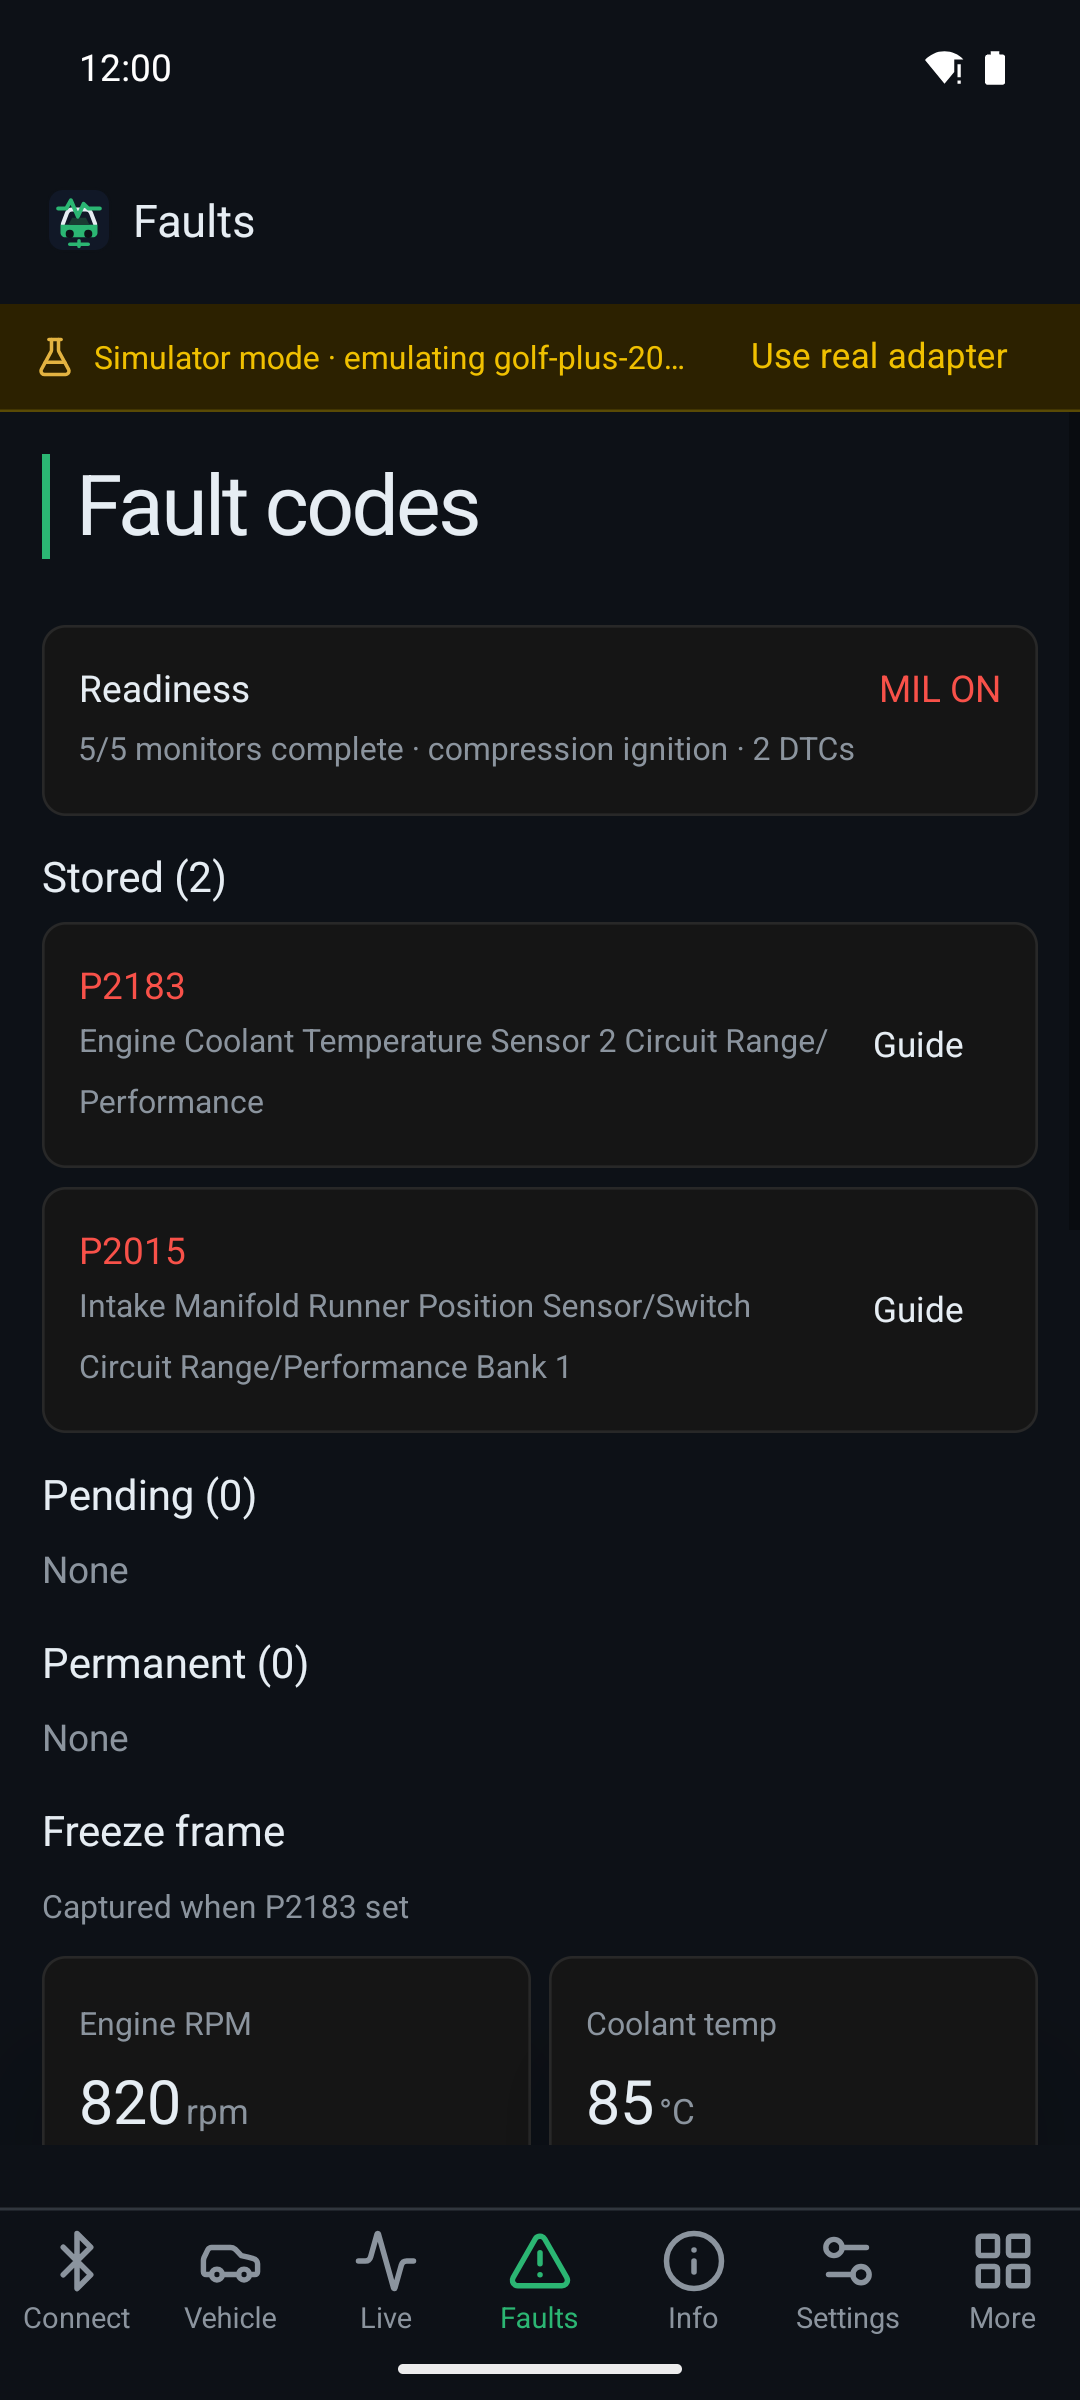 12:00
Faults
Simulator mode · emulating golf-plus-20…
Use real adapter
Fault codes
Readiness
MIL ON
5/5 monitors complete · compression ignition · 2 DTCs
Stored (2)
P2183
Engine Coolant Temperature Sensor 2 Circuit Range/
Performance
Guide
P2015
Intake Manifold Runner Position Sensor/Switch
Circuit Range/Performance Bank 1
Guide
Pending (0)
None
Permanent (0)
None
Freeze frame
Captured when P2183 set
Engine RPM
820 rpm
Coolant temp
85 °C
Connect
Vehicle
Live
Faults
Info
Settings
More